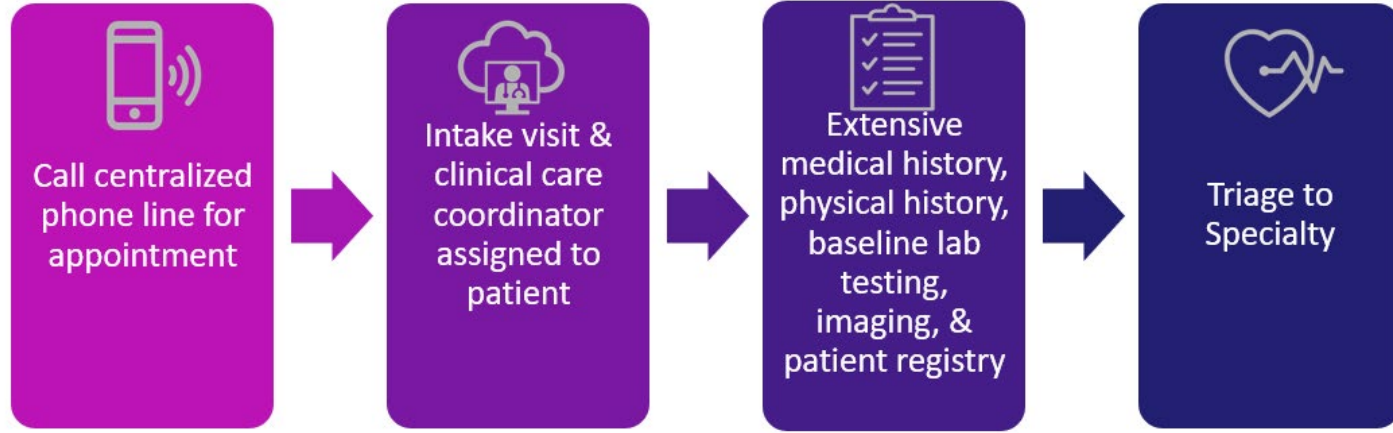 Call centralized
phone line for
appointment
Intake visit &
clinical care
coordinator
assigned to
patient
Extensive
medical history,
physical history,
baseline lab
testing,
imaging, &
patient registry
Triage to
Specialty